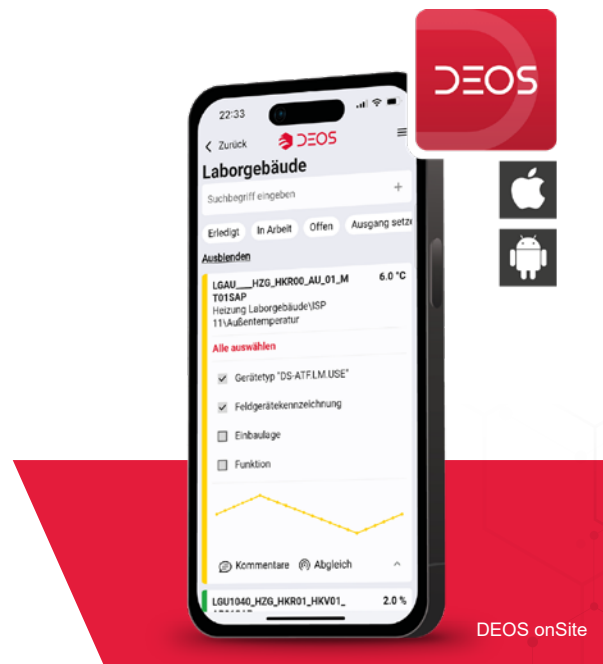 DEOS
22:33
Zurück
DEOS
Laborgebäude
Suchbegriff eingeben
Erledigt In Arbeit Offen Ausgang setze
Ausblenden
LGAU___HZG_HKR00_AU_01_M 6.0 °C
T01SAP
Heizung Laborgebäude\ISP
11\Außentemperatur
Alle auswählen
Gerätetyp "DS-ATF.LM.USE"
Feldgerätekennzeichnung
Einbaulage
Funktion
Kommentare Abgleich
LGU1040_HZG_HKR01_HKV01_ 2.0 %
DEOS onSite